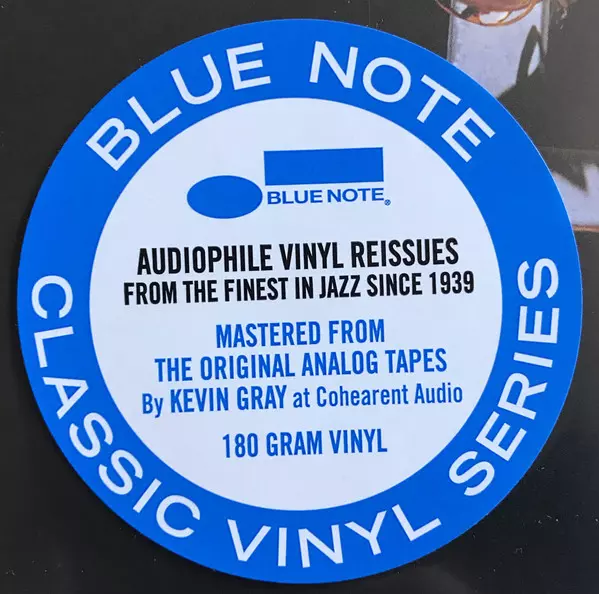 BLUE NOTE
BLUE NOTE®
AUDIOPHILE VINYL REISSUES
FROM THE FINEST IN JAZZ SINCE 1939
MASTERED FROM
THE ORIGINAL ANALOG TAPES
By KEVIN GRAY at Cohearent Audio
180 GRAM VINYL
CLASSIC VINYL SERIES